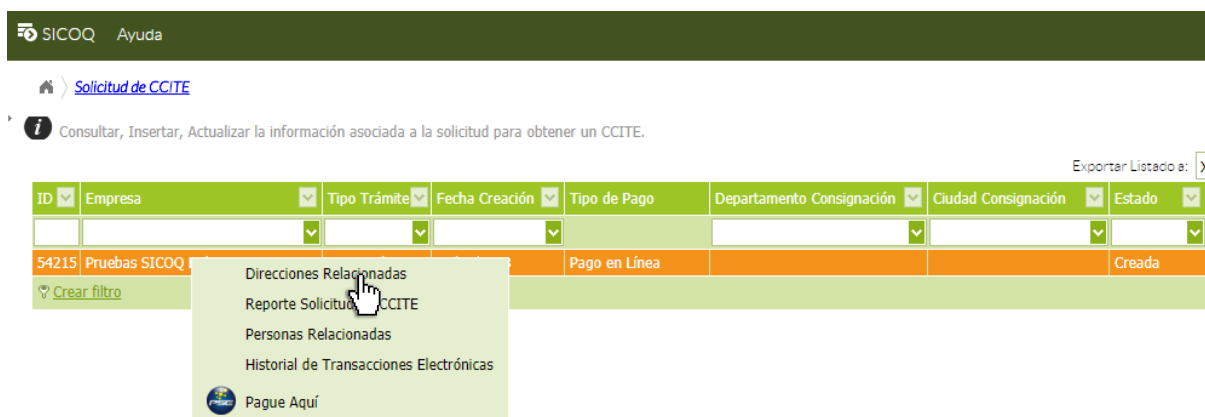 SICOQ Ayuda
Solicitud de CCITE
i Consultar, Insertar, Actualizar la información asociada a la solicitud para obtener un CCITE.
Exportar Listado a:
ID Empresa Tipo Trámite Fecha Creación Tipo de Pago Departamento Consignación Ciudad Consignación Estado
54215 Pruebas SICOQ Pago en Línea Creada
Crear filtro
Direcciones Relacionadas
Reporte Solicitud CCITE
Personas Relacionadas
Historial de Transacciones Electrónicas
PSE Pague Aquí